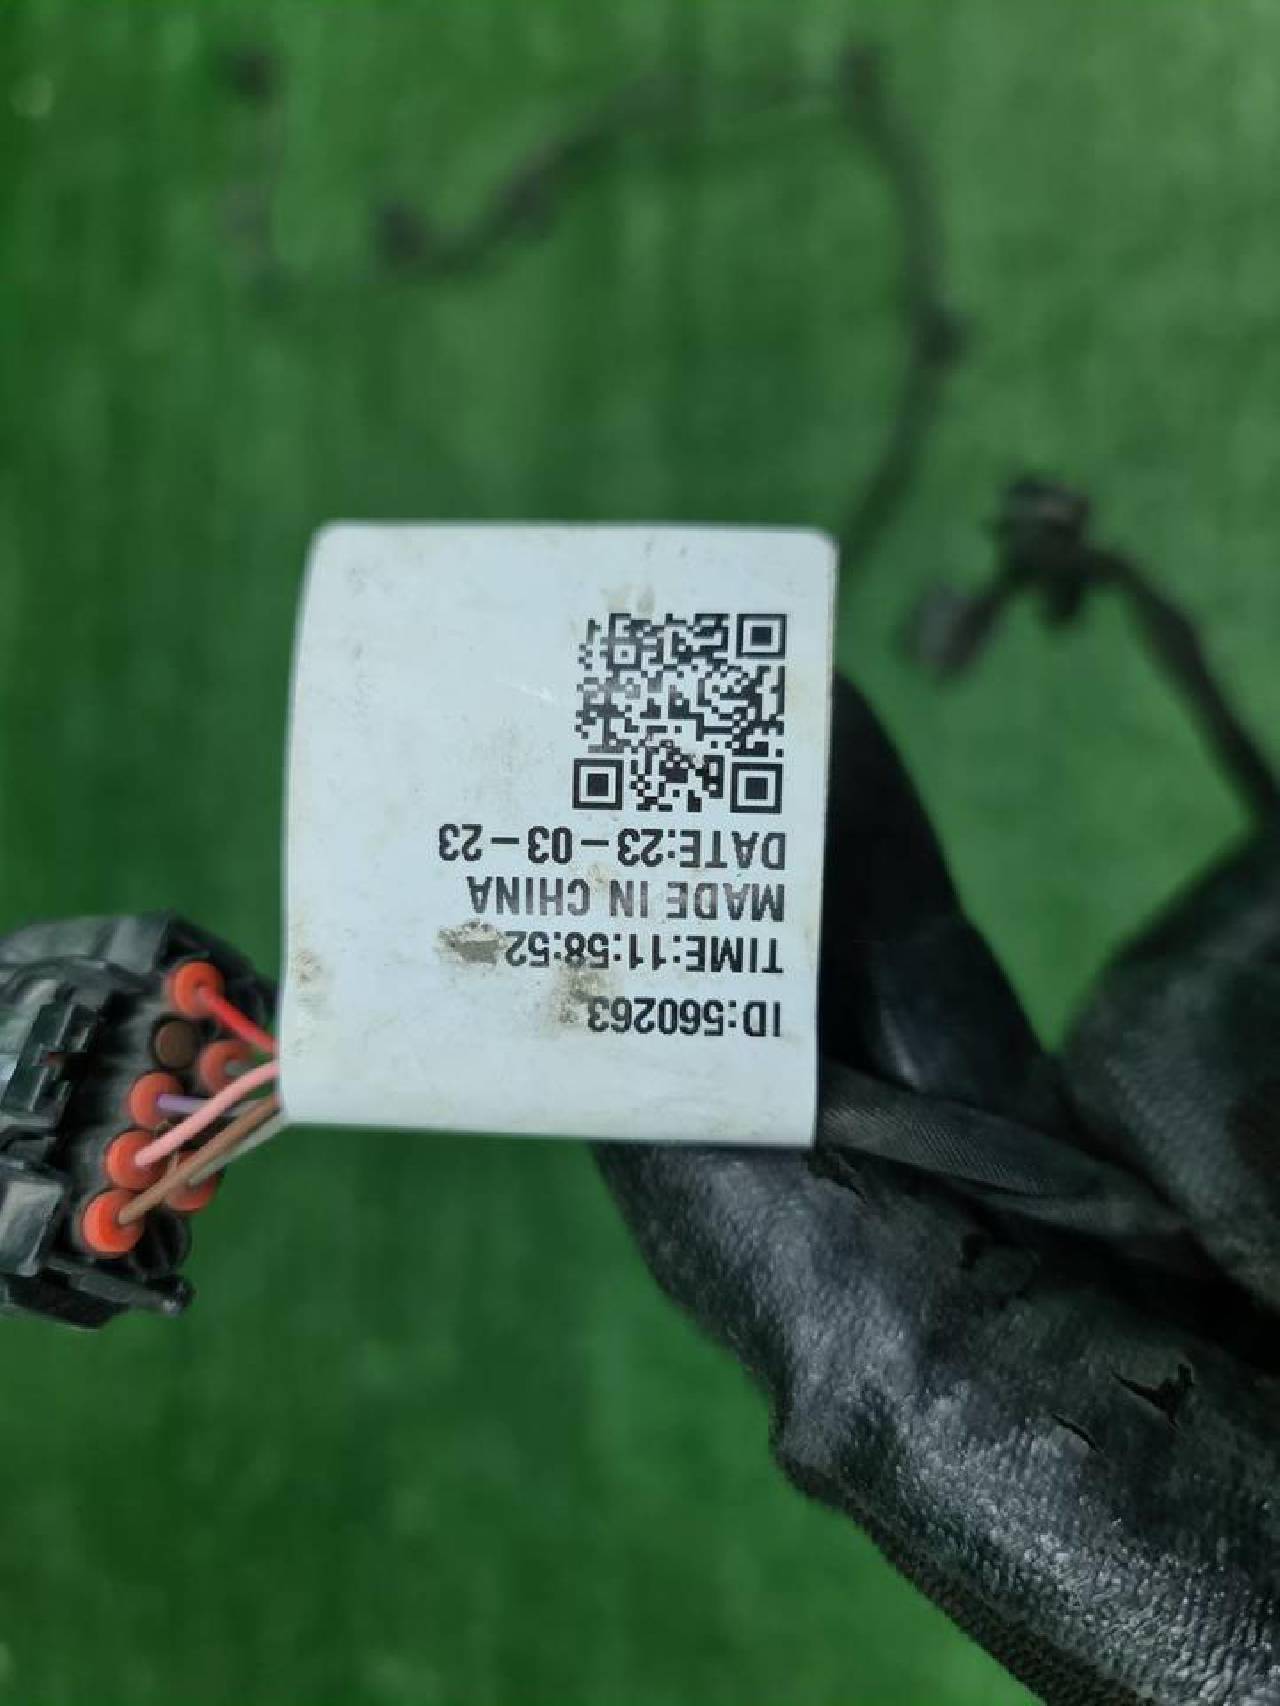 ID:560263
TIME:11:58:52
MADE IN CHINA
DATE:23-03-23